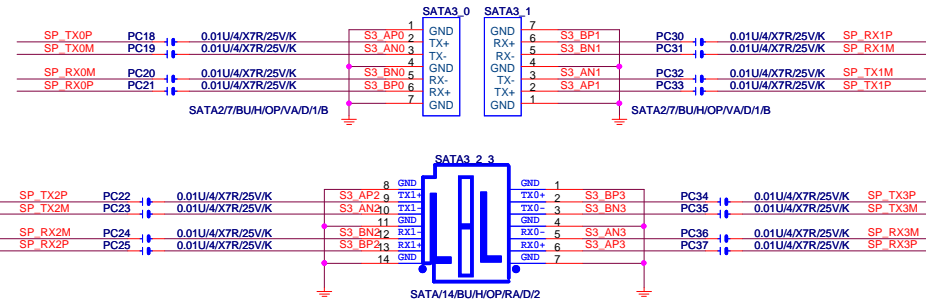 SATA3_0 SATA3_1
SP_TX0P PC18 0.01U/4/X7R/25V/K S3_AP0 1 GND GND 7 S3_BP1 PC30 0.01U/4/X7R/25V/K SP_RX1P
SP_TX0M PC19 0.01U/4/X7R/25V/K S3_AN0 2 TX+ RX+ 6 S3_BN1 PC31 0.01U/4/X7R/25V/K SP_RX1M
3 TX- RX- 5
4 GND GND 4
SP_RX0M PC20 0.01U/4/X7R/25V/K S3_BN0 5 RX- TX- 3 S3_AN1 PC32 0.01U/4/X7R/25V/K SP_TX1M
SP_RX0P PC21 0.01U/4/X7R/25V/K S3_BP0 6 RX+ TX+ 2 S3_AP1 PC33 0.01U/4/X7R/25V/K SP_TX1P
7 GND GND 1
SATA2/7/BU/H/OP/VA/D/1/B SATA2/7/BU/H/OP/VA/D/1/B
SATA3_2_3
8 GND GND 1
SP_TX2P PC22 0.01U/4/X7R/25V/K S3_AP2 9 TX1+ TX0+ 2 S3_BP3 PC34 0.01U/4/X7R/25V/K SP_TX3P
SP_TX2M PC23 0.01U/4/X7R/25V/K S3_AN2 10 TX1- TX0- 3 S3_BN3 PC35 0.01U/4/X7R/25V/K SP_TX3M
11 GND GND 4
SP_RX2M PC24 0.01U/4/X7R/25V/K S3_BN2 12 RX1- RX0- 5 S3_AN3 PC36 0.01U/4/X7R/25V/K SP_RX3M
SP_RX2P PC25 0.01U/4/X7R/25V/K S3_BP2 13 RX1+ RX0+ 6 S3_AP3 PC37 0.01U/4/X7R/25V/K SP_RX3P
14 GND GND 7
SATA/14/BU/H/OP/RA/D/2